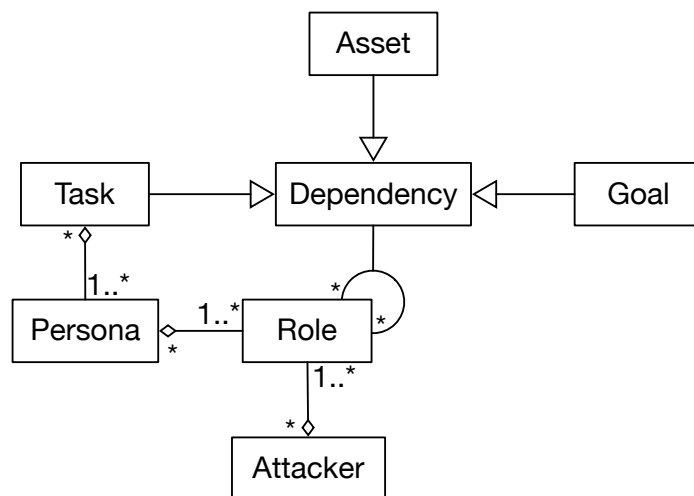 Asset
Task
Dependency
Goal
*
1..*
*
*
Persona
*
1..*
Role
1..*
*
Attacker